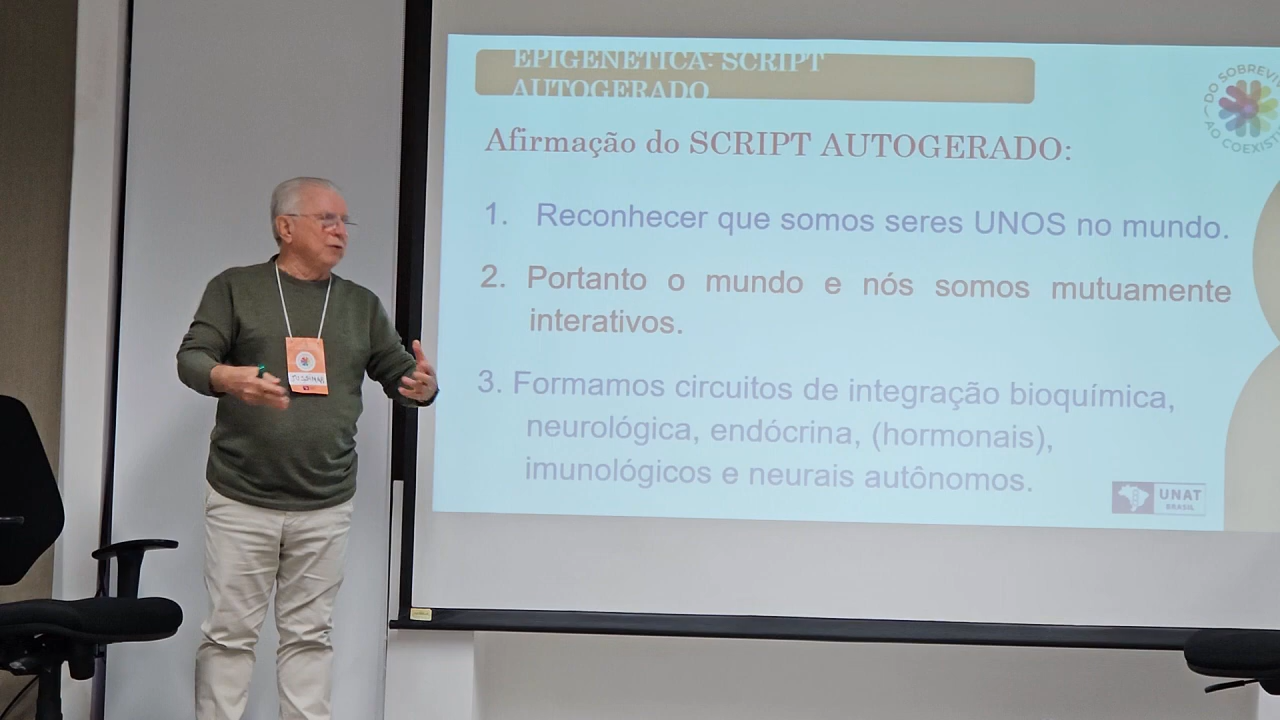 EPIGENÉTICA: SCRIPT
AUTOGERADO
DO SOBREVIV
AO COEXIST
Afirmação do SCRIPT AUTOGERADO:
1. Reconhecer que somos seres UNOS no mundo.
2. Portanto o mundo e nós somos mutuamente
interativos.
3. Formamos circuitos de integração bioquímica,
neurológica, endócrina, (hormonais),
imunológicos e neurais autônomos.
UNAT
BRASIL